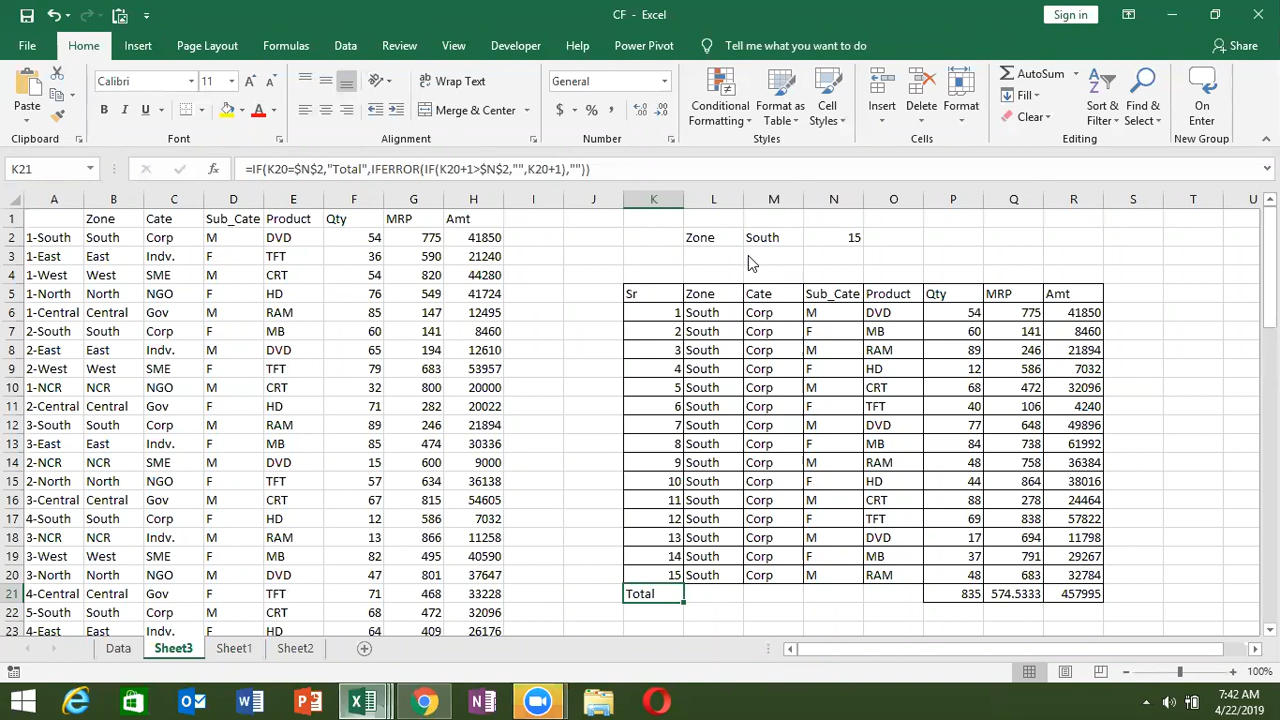 CF - Excel
Sign in
File Home Insert Page Layout Formulas Data Review View Developer Help Power Pivot Tell me what you want to do Share
Paste Calibri 11 Wrap Text General AutoSum
B I U Merge & Center $ % Conditional Formatting Format as Table Cell Styles Insert Delete Format Fill Clear Sort & Filter Find & Select On Enter
Clipboard Font Alignment Number Styles Cells Editing New Group
K21 =IF(K20=$N$2,"Total",IFERROR(IF(K20+1>$N$2,"",K20+1),""))
A B C D E F G H I J K L M N O P Q R S T U
1 Zone Cate Sub_Cate Product Qty MRP Amt
2 1-South South Corp M DVD 54 775 41850 Zone South 15
3 1-East East Indv. F TFT 36 590 21240
4 1-West West SME M CRT 54 820 44280
5 1-North North NGO F HD 76 549 41724 Sr Zone Cate Sub_Cate Product Qty MRP Amt
6 1-Central Central Gov M RAM 85 147 12495 1 South Corp M DVD 54 775 41850
7 2-South South Corp F MB 60 141 8460 2 South Corp F MB 60 141 8460
8 2-East East Indv. M DVD 65 194 12610 3 South Corp M RAM 89 246 21894
9 2-West West SME F TFT 79 683 53957 4 South Corp F HD 12 586 7032
10 1-NCR NCR NGO M CRT 32 800 20000 5 South Corp M CRT 68 472 32096
11 2-Central Central Gov F HD 71 282 20022 6 South Corp F TFT 40 106 4240
12 3-South South Corp M RAM 89 246 21894 7 South Corp M DVD 77 648 49896
13 3-East East Indv. F MB 85 474 30336 8 South Corp F MB 84 738 61992
14 2-NCR NCR SME M DVD 15 600 9000 9 South Corp M RAM 48 758 36384
15 2-North North NGO F TFT 57 634 36138 10 South Corp F HD 44 864 38016
16 3-Central Central Gov M CRT 67 815 54605 11 South Corp M CRT 88 278 24464
17 4-South South Corp F HD 12 586 7032 12 South Corp F TFT 69 838 57822
18 3-NCR NCR Indv. M RAM 13 866 11258 13 South Corp M DVD 17 694 11798
19 3-West West SME F MB 82 495 40590 14 South Corp F MB 37 791 29267
20 3-North North NGO M DVD 47 801 37647 15 South Corp M RAM 48 683 32784
21 4-Central Central Gov F TFT 71 468 33228 Total 835 574.5333 457995
22 5-South South Corp M CRT 68 472 32096
23 4-East East Indv. F HD 64 409 26176
Data Sheet3 Sheet1 Sheet2
100%
7:42 AM
4/22/2019